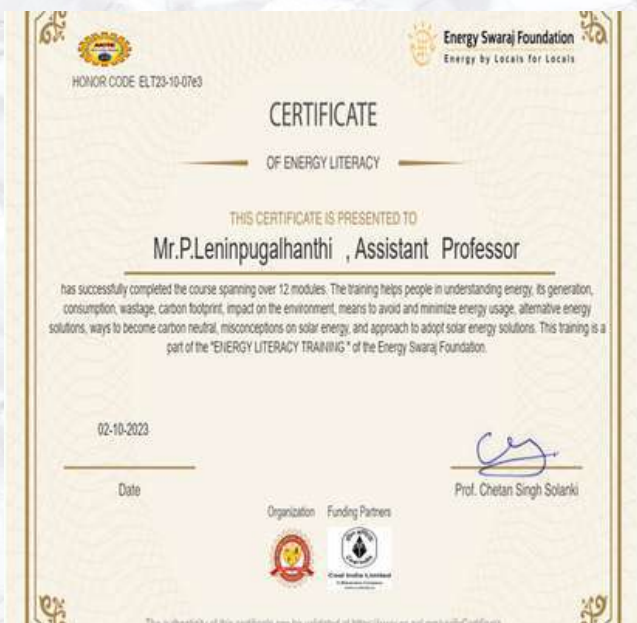 AICTE
Energy Swaraj Foundation
Energy by Locals for Locals
HONOR CODE ELT23-10-07e3
CERTIFICATE
OF ENERGY LITERACY
THIS CERTIFICATE IS PRESENTED TO
Mr.P.Leninpugalhanthi , Assistant Professor
has successfully completed the course spanning over 12 modules. The training helps people in understanding energy, its generation,
consumption, wastage, carbon footprint, impact on the environment, means to avoid and minimize energy usage, alternative energy
solutions, ways to become carbon neutral, misconceptions on solar energy, and approach to adopt solar energy solutions. This training is a
part of the "ENERGY LITERACY TRAINING " of the Energy Swaraj Foundation.
02-10-2023
Date
Prof. Chetan Singh Solanki
Organization Funding Partners
Coal India Limited